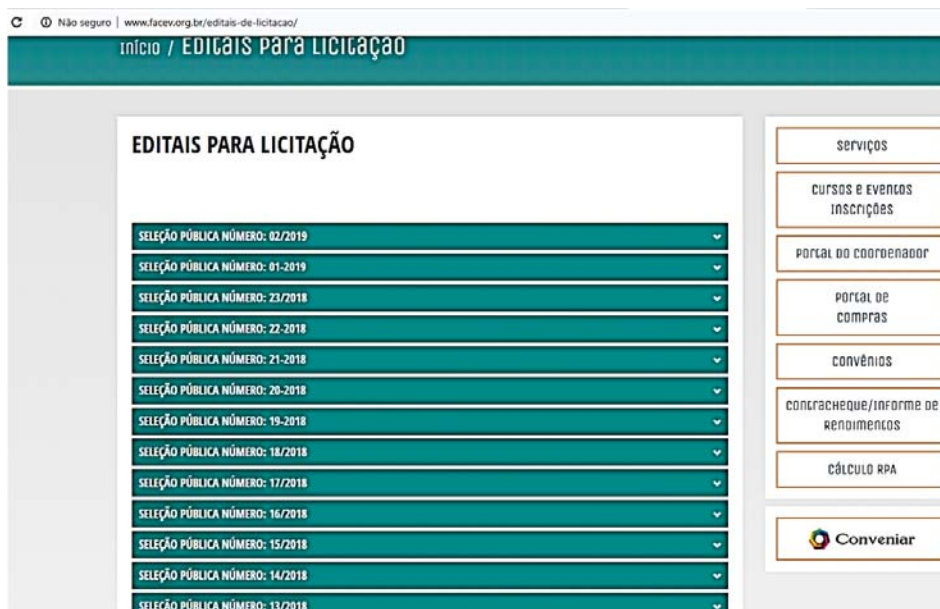 Não seguro | www.facev.org.br/editais-de-licitacao/
Início / Editais para Licitação
EDITAIS PARA LICITAÇÃO
SELEÇÃO PÚBLICA NÚMERO: 02/2019
SELEÇÃO PÚBLICA NÚMERO: 01-2019
SELEÇÃO PÚBLICA NÚMERO: 23/2018
SELEÇÃO PÚBLICA NÚMERO: 22-2018
SELEÇÃO PÚBLICA NÚMERO: 21-2018
SELEÇÃO PÚBLICA NÚMERO: 20-2018
SELEÇÃO PÚBLICA NÚMERO: 19-2018
SELEÇÃO PÚBLICA NÚMERO: 18/2018
SELEÇÃO PÚBLICA NÚMERO: 17/2018
SELEÇÃO PÚBLICA NÚMERO: 16/2018
SELEÇÃO PÚBLICA NÚMERO: 15/2018
SELEÇÃO PÚBLICA NÚMERO: 14/2018
SELEÇÃO PÚBLICA NÚMERO: 13/2018
Serviços
Cursos e Eventos
Inscrições
Portal do Coordenador
Portal de
Compras
Convênios
Contracheque/Informe de
Rendimentos
Cálculo RPA
Conveniar